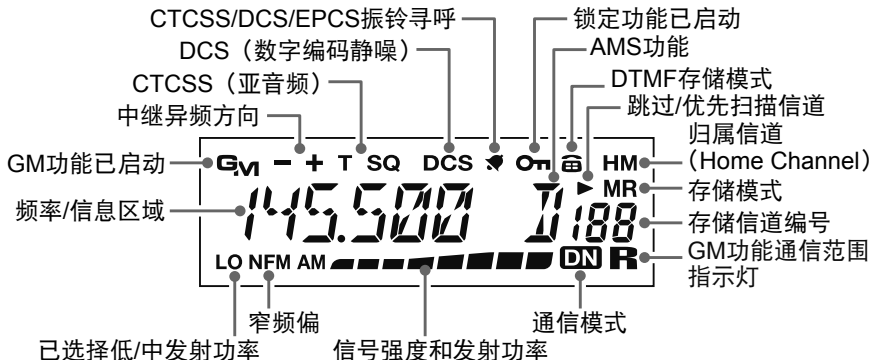 CTCSS/DCS/EPCS振铃寻呼
锁定功能已启动
DCS（数字编码静噪）
AMS功能
CTCSS（亚音频）
DTMF存储模式
中继异频方向
跳过/优先扫描信道
归属信道
（Home Channel）
GM功能已启动
GM - + T SQ DCS HM
MR
存储模式
频率/信息区域
145.500 D 188
存储信道编号
LO NFM AM DN R
GM功能通信范围
指示灯
窄频偏
通信模式
已选择低/中发射功率
信号强度和发射功率